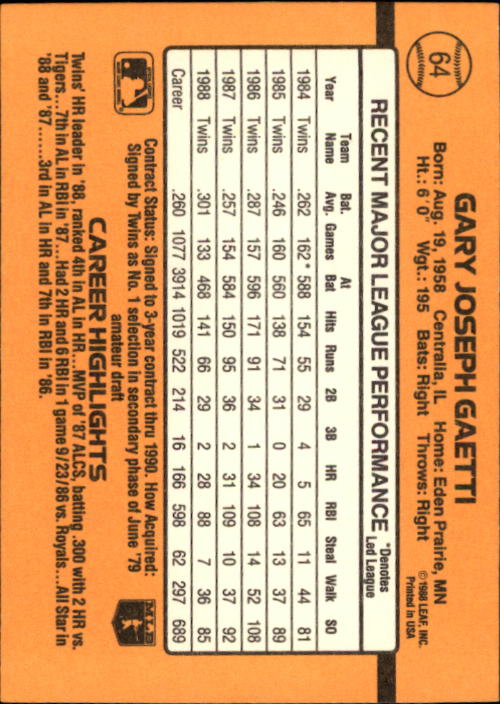 64
GARY JOSEPH GAETTI
Born: Aug. 19, 1958 Centralia, IL Home: Eden Prairie, MN
Ht.: 6'0" Wgt.: 195 Bats: Right Throws: Right
©1988 LEAF, INC.
Printed in USA
RECENT MAJOR LEAGUE PERFORMANCE *Denotes Led League
Year Team Name Bat. Avg. Games At Bat Hits Runs 2B 3B HR RBI Steal Walk SO
1984 Twins .262 162* 588 154 55 29 4 5 65 11 44 81
1985 Twins .246 160 560 138 71 31 0 20 63 13 37 89
1986 Twins .287 157 596 171 91 34 1 34 108 14 52 108
1987 Twins .257 154 584 150 95 36 2 31 109 10 37 92
1988 Twins .301 133 468 141 66 29 2 28 88 7 36 85
Career .260 1077 3914 1019 522 214 16 166 598 62 297 689
Contract Status: Signed to 3-year contract thru 1990. How Acquired:
Signed by Twins as No. 1 selection in secondary phase of June '79
amateur draft
MLB
CAREER HIGHLIGHTS
Twins' HR leader in '88, ranked 4th in AL in HR...MVP of '87 ALCS, batting .300 with 2 HR vs.
Tigers...7th in AL in RBI in '87...Had 2 HR and 6 RBI in 1 game 9/23/86 vs. Royals...All Star in
'88 and '87.....3rd in AL in HR and 7th in RBI in '86.